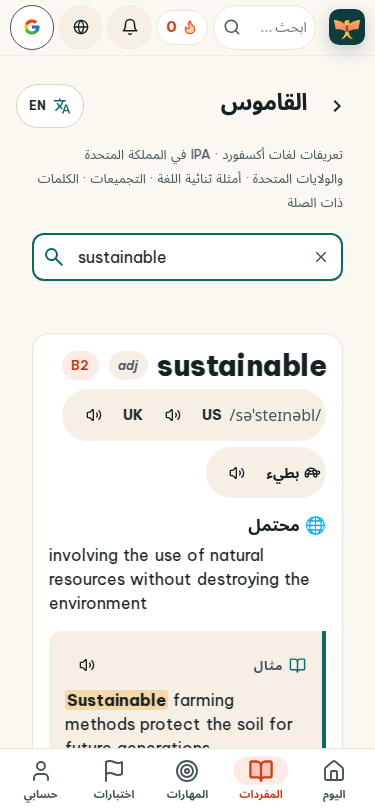 ابحث ...
0
القاموس
EN
تعريفات لغات أكسفورد · IPA في المملكة المتحدة
والولايات المتحدة · أمثلة ثنائية اللغة · التجميعات · الكلمات
ذات الصلة
sustainable
sustainable adj B2
/səˈsteɪnəbl/ US UK
بطيء
محتمل
involving the use of natural
resources without destroying the
environment
مثال
Sustainable farming
methods protect the soil for
future generations
اليوم
المفردات
المهارات
اختبارات
حسابي